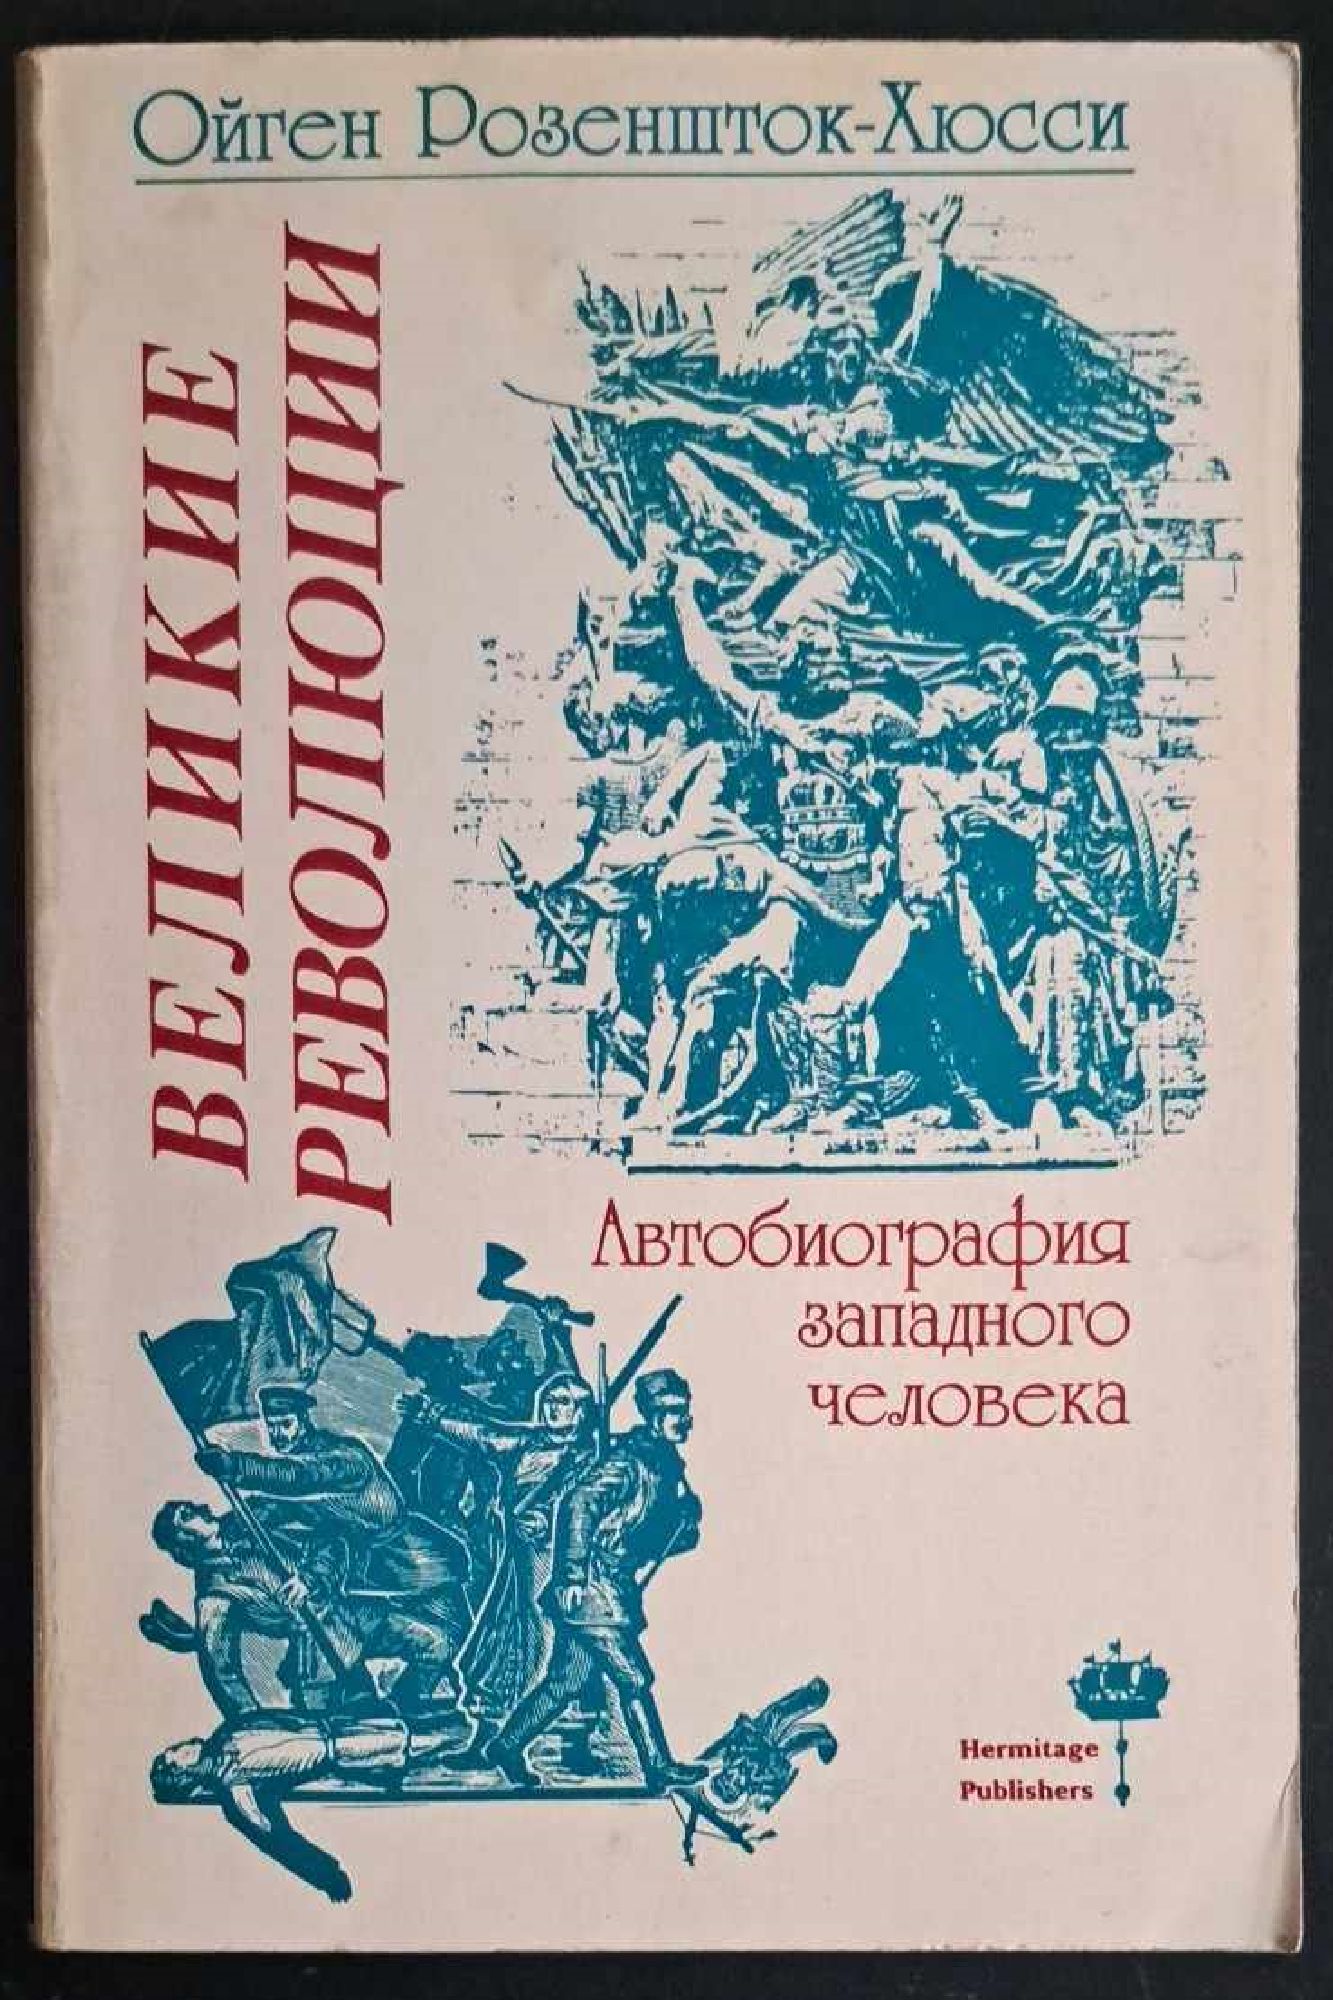 Ойген Розеншток-Хюсси
ВЕЛИКИЕ
РЕВОЛЮЦИИ
Автобиография
западного
человека
Hermitage
Publishers